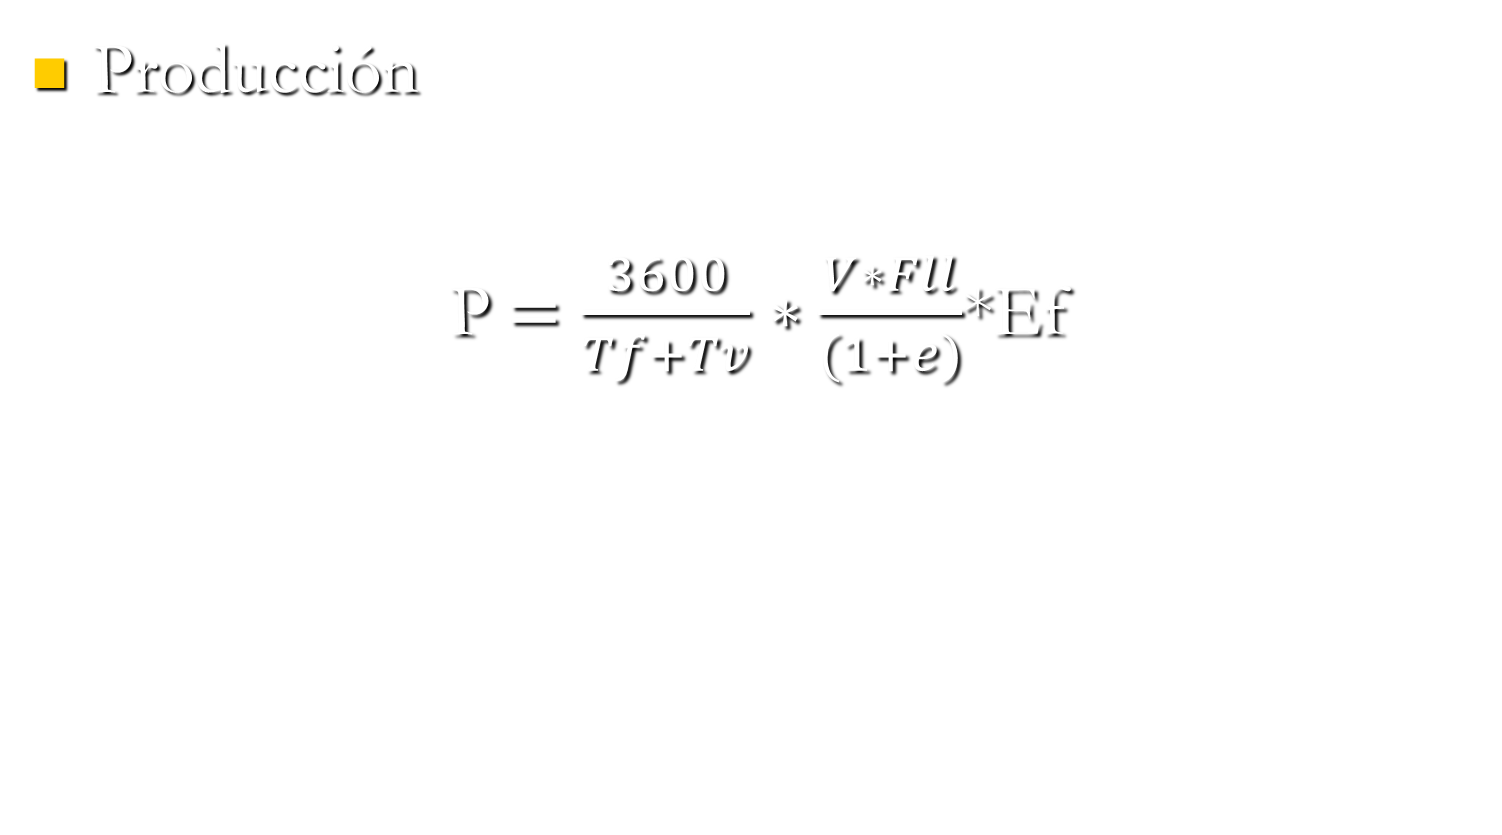 Producción
P = 3600/(Tf+Tv) * V*Fll/(1+e) *Ef